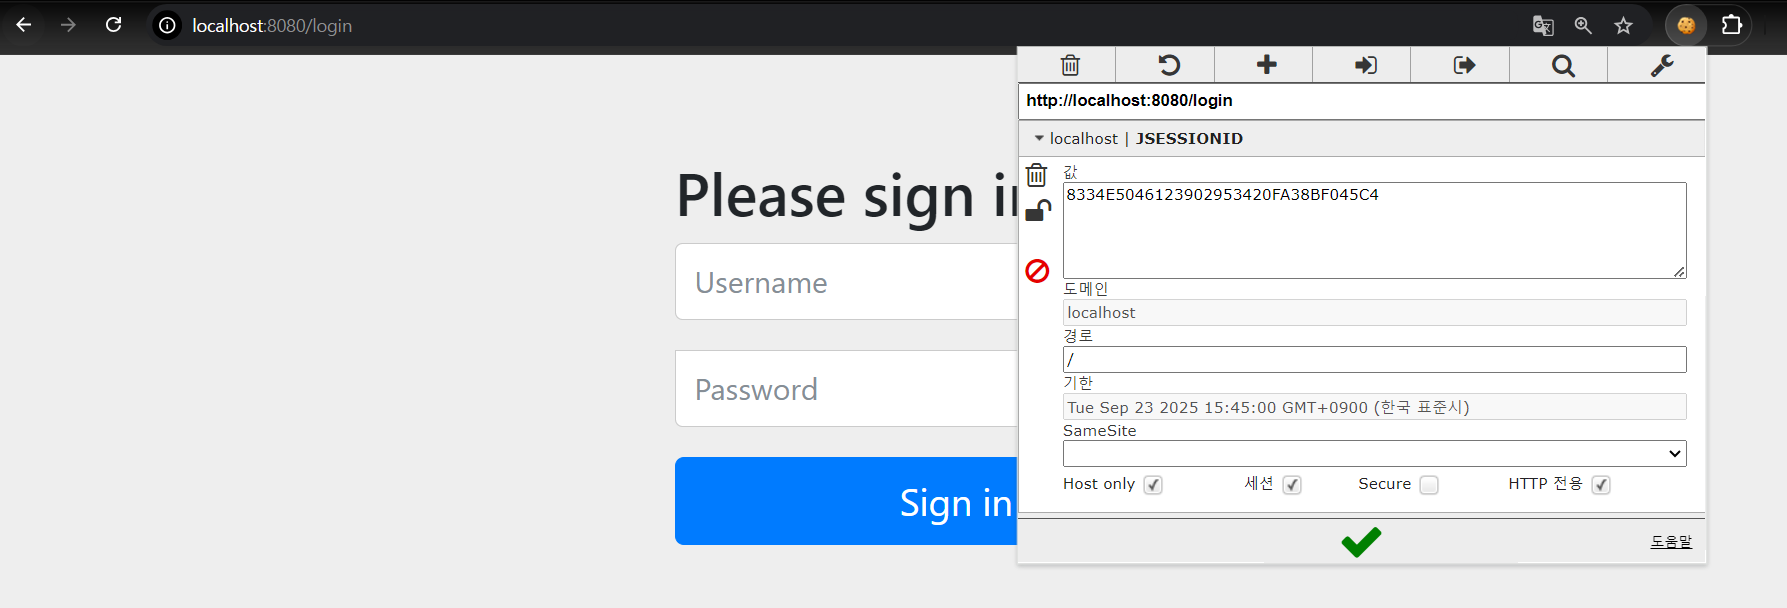 localhost:8080/login
http://localhost:8080/login
localhost | JSESSIONID
Please sign in
Username
Password
Sign in
값
8334E5046123902953420FA38BF045C4
도메인
localhost
경로
/
기한
Tue Sep 23 2025 15:45:00 GMT+0900 (한국 표준시)
SameSite
Host only 세션 Secure HTTP 전용
도움말